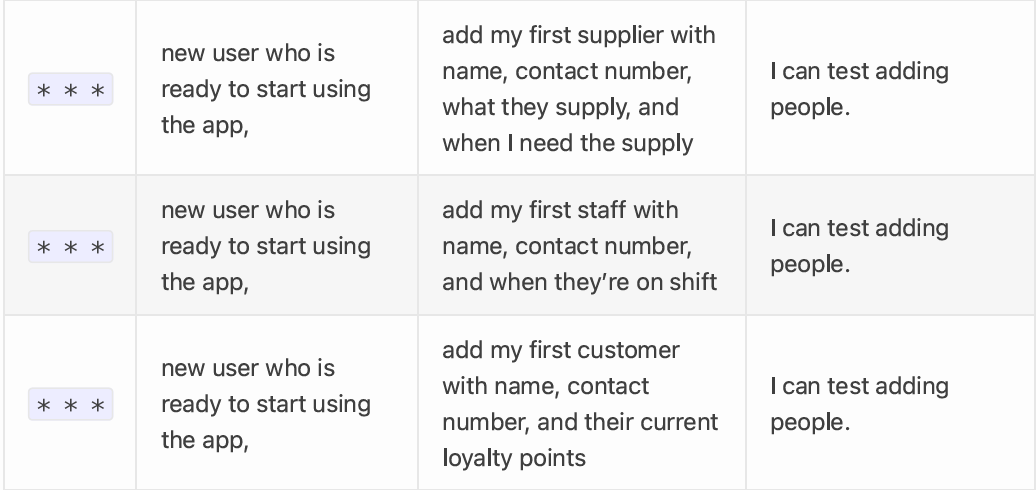 * * *
new user who is
ready to start using
the app,
add my first supplier with
name, contact number,
what they supply, and
when I need the supply
I can test adding
people.
* * *
new user who is
ready to start using
the app,
add my first staff with
name, contact number,
and when they’re on shift
I can test adding
people.
* * *
new user who is
ready to start using
the app,
add my first customer
with name, contact
number, and their current
loyalty points
I can test adding
people.